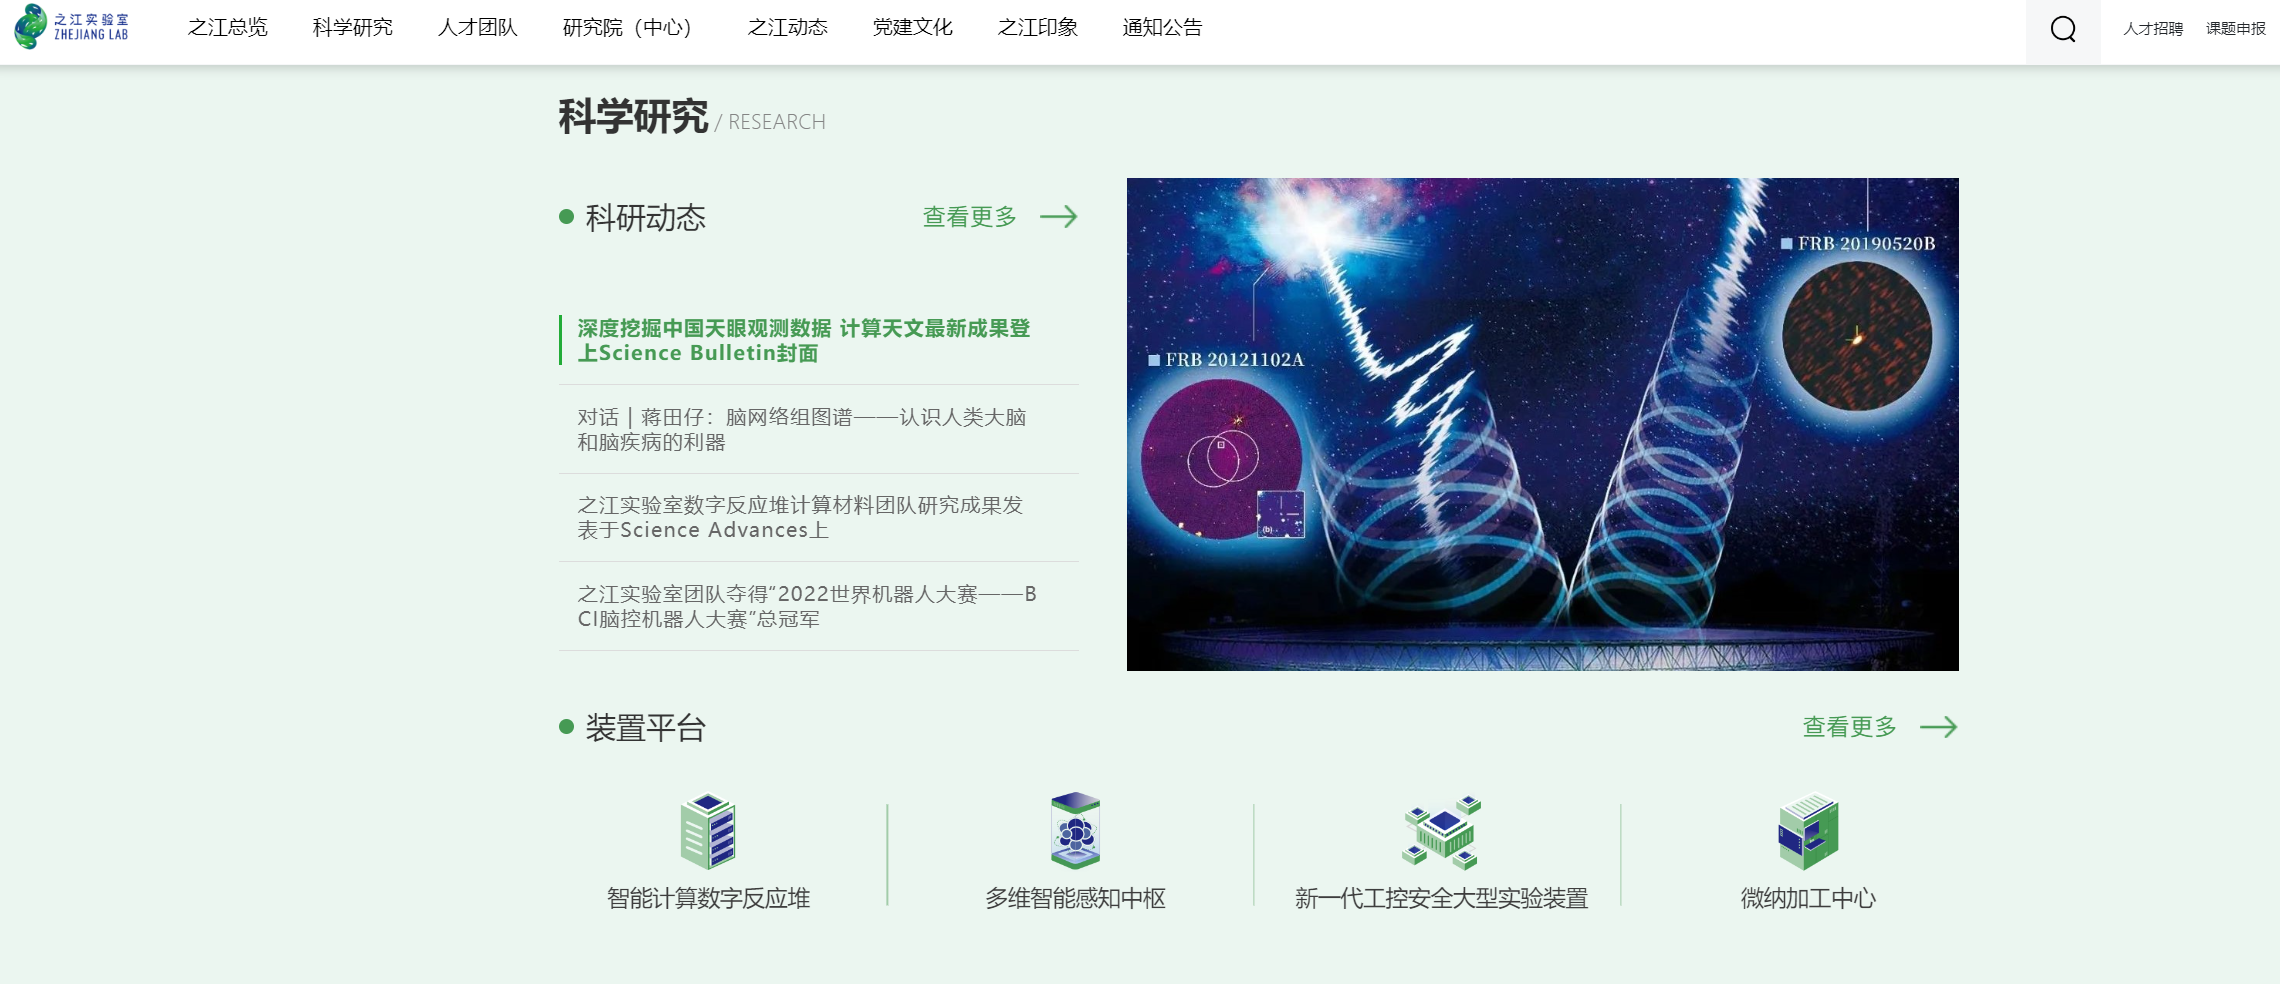 之江实验室
ZHEJIANG LAB
之江总览
科学研究
人才团队
研究院（中心）
之江动态
党建文化
之江印象
通知公告
人才招聘
课题申报
科学研究 / RESEARCH
科研动态
查看更多
深度挖掘中国天眼观测数据 计算天文最新成果登
上Science Bulletin封面
对话 | 蒋田仔：脑网络组图谱——认识人类大脑
和脑疾病的利器
之江实验室数字反应堆计算材料团队研究成果发
表于Science Advances上
之江实验室团队夺得“2022世界机器人大赛——B
CI脑控机器人大赛”总冠军
FRB 20190520B
FRB 20121102A
(b)
装置平台
查看更多
智能计算数字反应堆
多维智能感知中枢
新一代工控安全大型实验装置
微纳加工中心